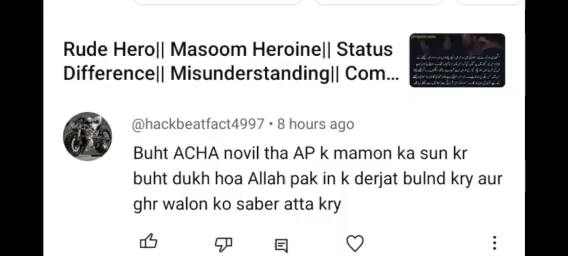 Rude Hero|| Masoom Heroine|| Status
Difference|| Misunderstanding|| Com...
@hackbeatfact4997 • 8 hours ago
Buht ACHA novil tha AP k mamon ka sun kr
buht dukh hoa Allah pak in k derjat bulnd kry aur
ghr walon ko saber atta kry